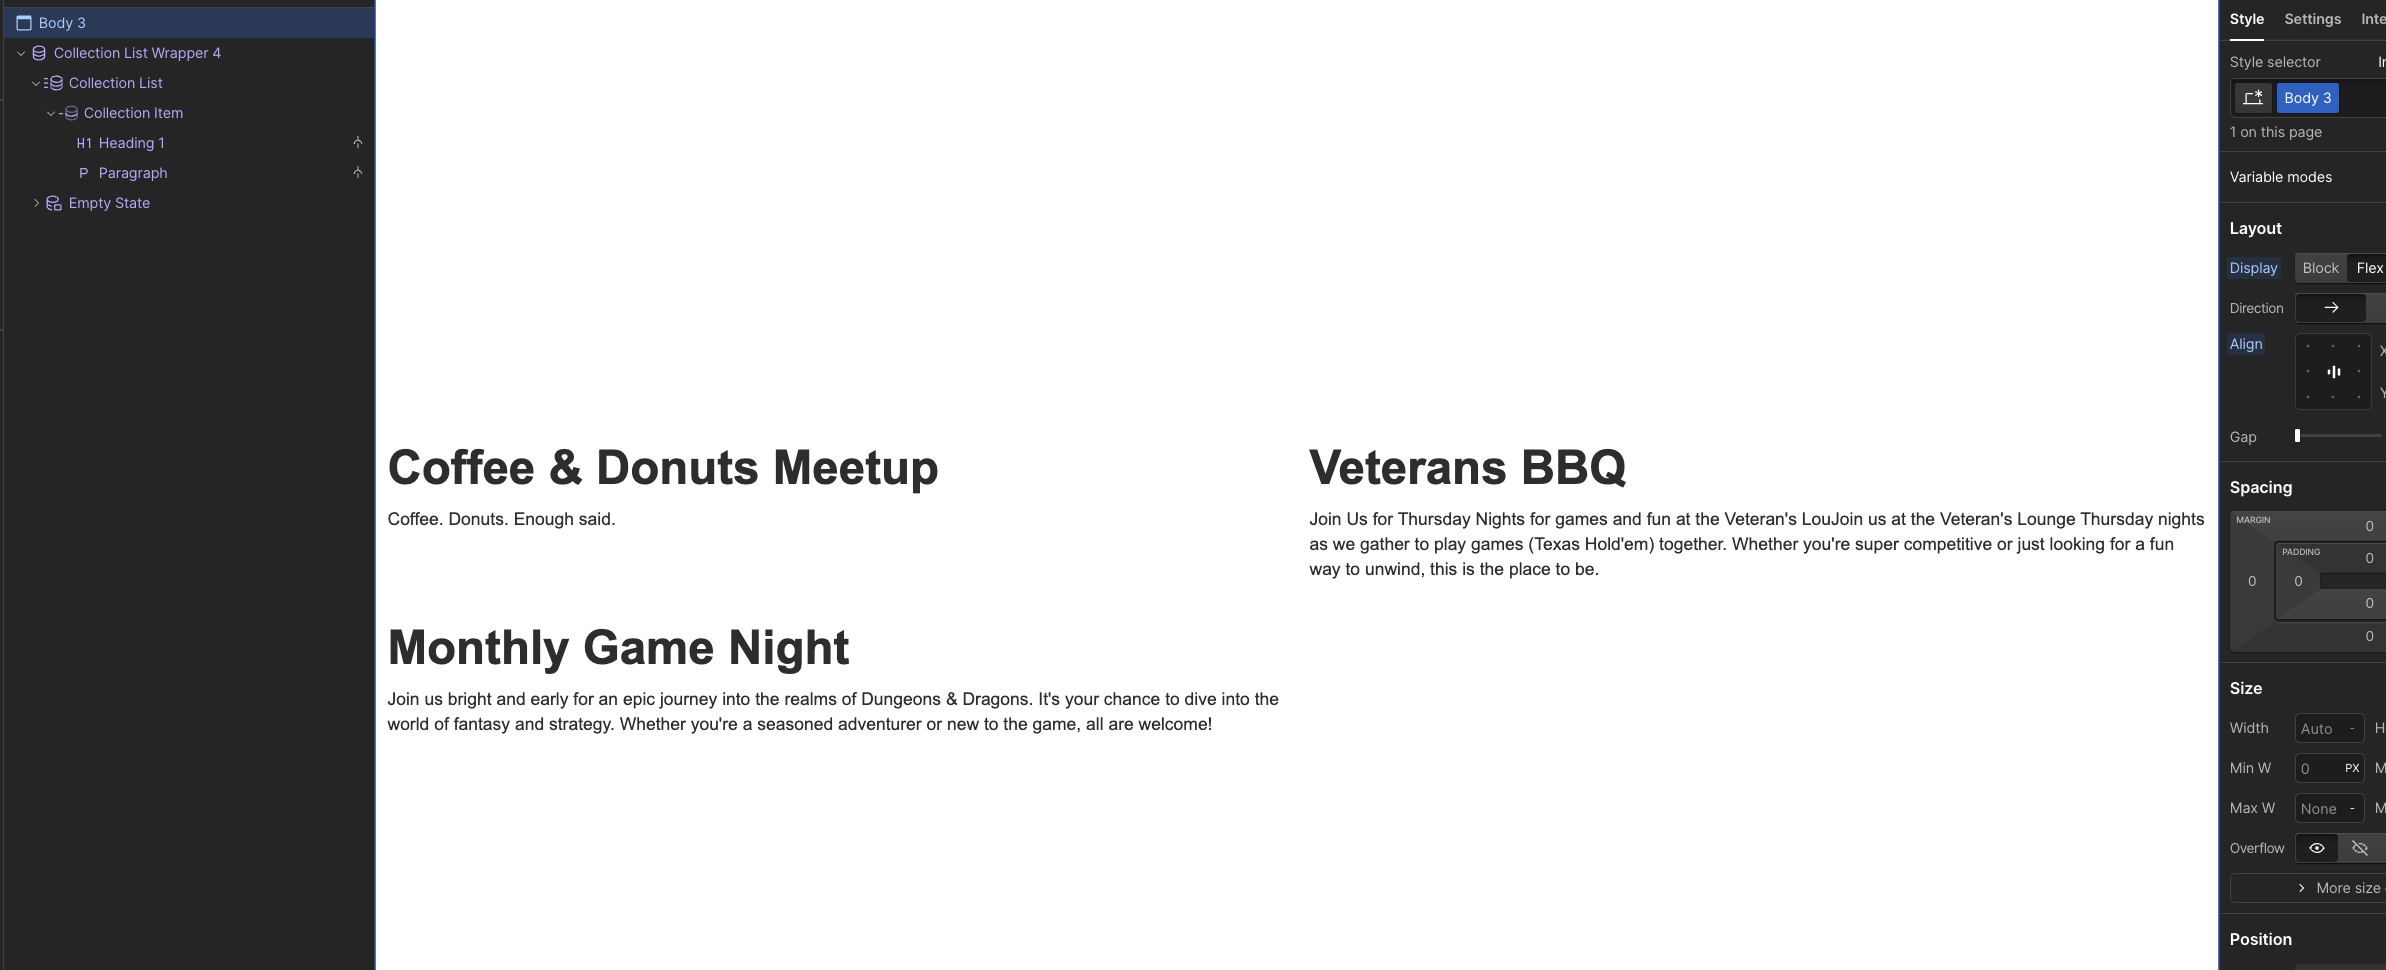 Body 3
Collection List Wrapper 4
Collection List
Collection Item
H1 Heading 1
P Paragraph
Empty State
Coffee & Donuts Meetup
Coffee. Donuts. Enough said.
Veterans BBQ
Join Us for Thursday Nights for games and fun at the Veteran's LouJoin us at the Veteran's Lounge Thursday nights
as we gather to play games (Texas Hold'em) together. Whether you're super competitive or just looking for a fun
way to unwind, this is the place to be.
Monthly Game Night
Join us bright and early for an epic journey into the realms of Dungeons & Dragons. It's your chance to dive into the
world of fantasy and strategy. Whether you're a seasoned adventurer or new to the game, all are welcome!
Style Settings Inte
Style selector
Body 3
1 on this page
Variable modes
Layout
Display Block Flex
Direction
Align X
Y
Gap
Spacing
MARGIN 0
PADDING 0
0 0
0
0
Size
Width Auto - H
Min W 0 PX M
Max W None - M
Overflow
More size
Position